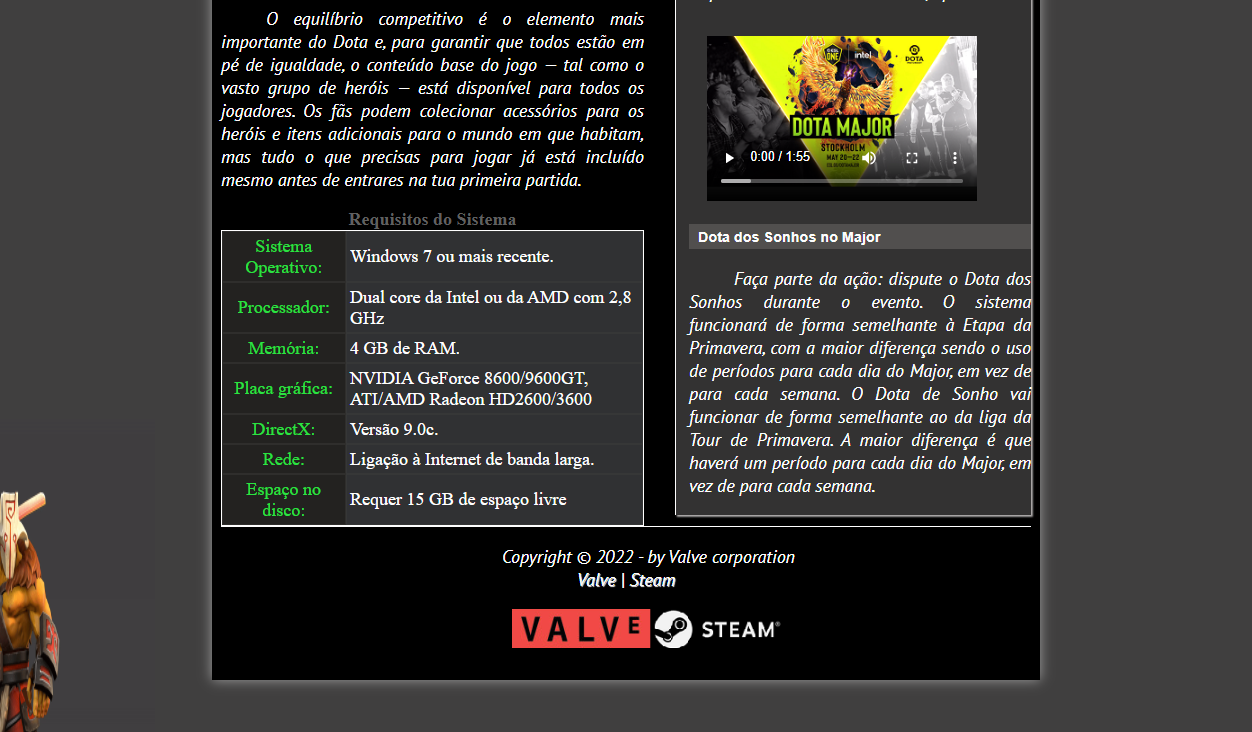 O equilíbrio competitivo é o elemento mais
importante do Dota e, para garantir que todos estão em
pé de igualdade, o conteúdo base do jogo — tal como o
vasto grupo de heróis — está disponível para todos os
jogadores. Os fãs podem colecionar acessórios para os
heróis e itens adicionais para o mundo em que habitam,
mas tudo o que precisas para jogar já está incluído
mesmo antes de entrares na tua primeira partida.
Requisitos do Sistema
Sistema
Operativo:
Windows 7 ou mais recente.
Processador:
Dual core da Intel ou da AMD com 2,8
GHz
Memória:
4 GB de RAM.
Placa gráfica:
NVIDIA GeForce 8600/9600GT,
ATI/AMD Radeon HD2600/3600
DirectX:
Versão 9.0c.
Rede:
Ligação à Internet de banda larga.
Espaço no
disco:
Requer 15 GB de espaço livre
ONE
intel
DOTA
DOTA MAJOR
STOCKHOLM
MAY 20—22
0:00 / 1:55
Dota dos Sonhos no Major
Faça parte da ação: dispute o Dota dos
Sonhos durante o evento. O sistema
funcionará de forma semelhante à Etapa da
Primavera, com a maior diferença sendo o uso
de períodos para cada dia do Major, em vez de
para cada semana. O Dota de Sonho vai
funcionar de forma semelhante ao da liga da
Tour de Primavera. A maior diferença é que
haverá um período para cada dia do Major, em
vez de para cada semana.
Copyright © 2022 - by Valve corporation
Valve | Steam
VALVE STEAM®